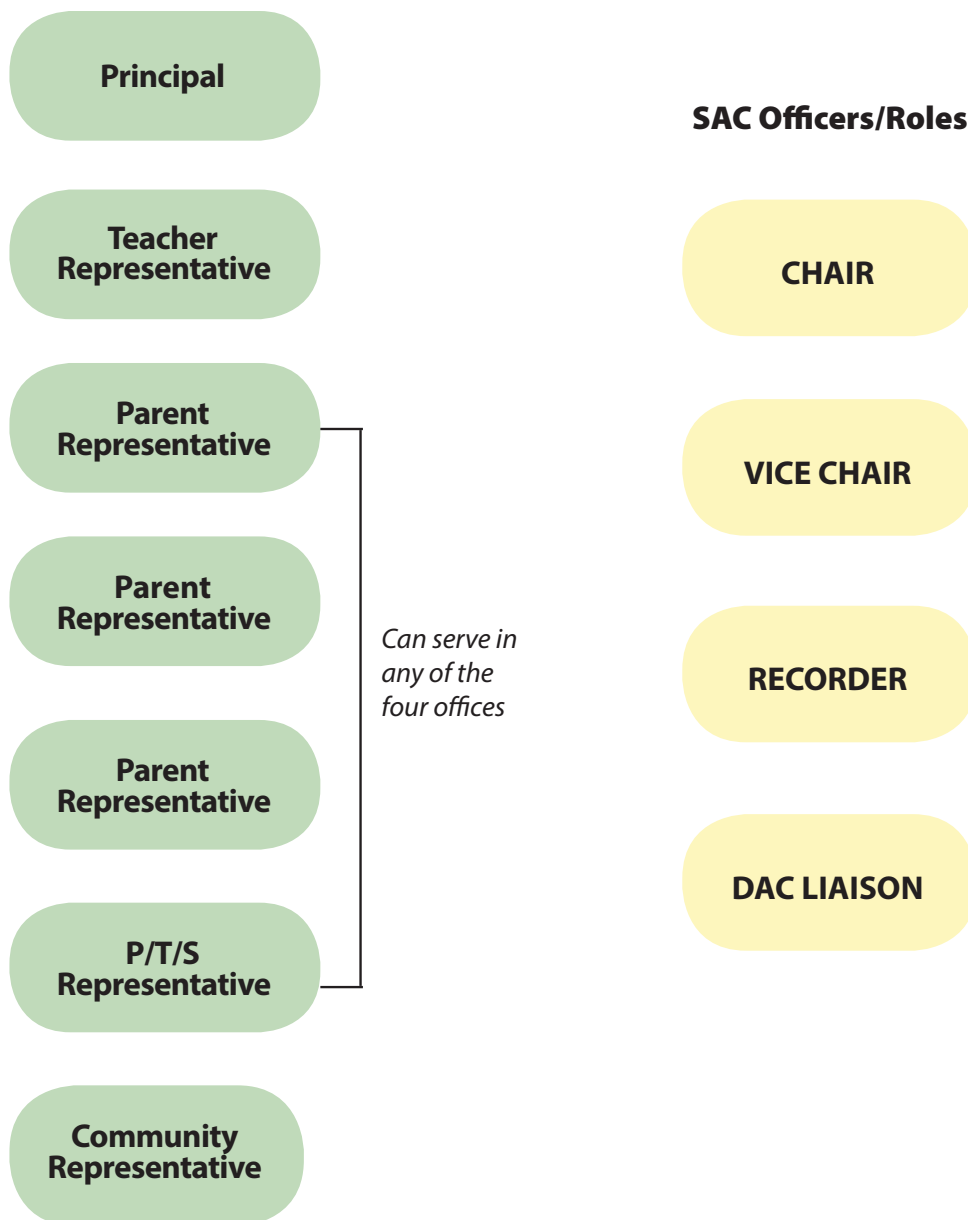 Principal
Teacher
Representative
Parent
Representative
Parent
Representative
Parent
Representative
P/T/S
Representative
Community
Representative
Can serve in
any of the
four offices
SAC Officers/Roles
CHAIR
VICE CHAIR
RECORDER
DAC LIAISON